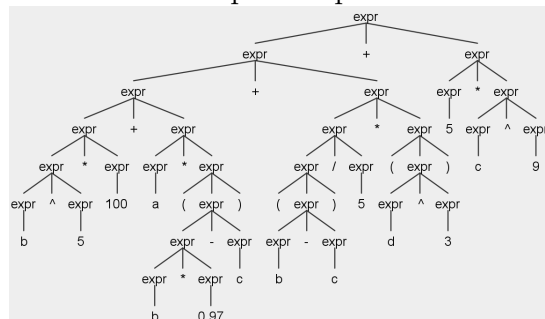 expr
expr + expr
expr + expr expr * expr
expr + expr expr * expr 5 expr ^ expr
expr * expr expr * expr expr / expr ( expr ) c 9
expr ^ expr 100 a ( expr ) ( expr ) 5 expr ^ expr
b 5 expr - expr expr - expr d 3
expr * expr c b c
b 0.97